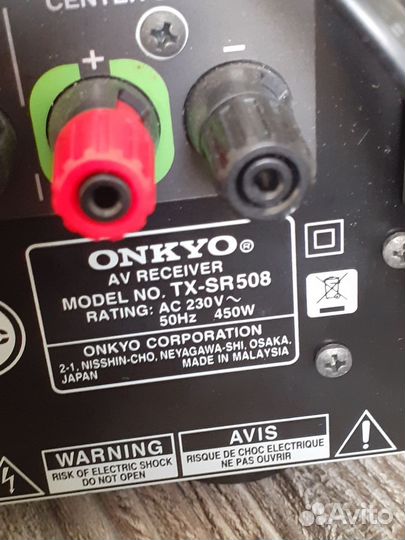 CENTER
+ −
ONKYO®
AV RECEIVER
MODEL NO. TX-SR508
RATING: AC 230V~
50Hz 450W
ONKYO CORPORATION
2-1, NISSHIN-CHO, NEYAGAWA-SHI, OSAKA,
JAPAN MADE IN MALAYSIA
WARNING
RISK OF ELECTRIC SHOCK
DO NOT OPEN
AVIS
RISQUE DE CHOC ELECTRIQUE
NE PAS OUVRIR
Avito